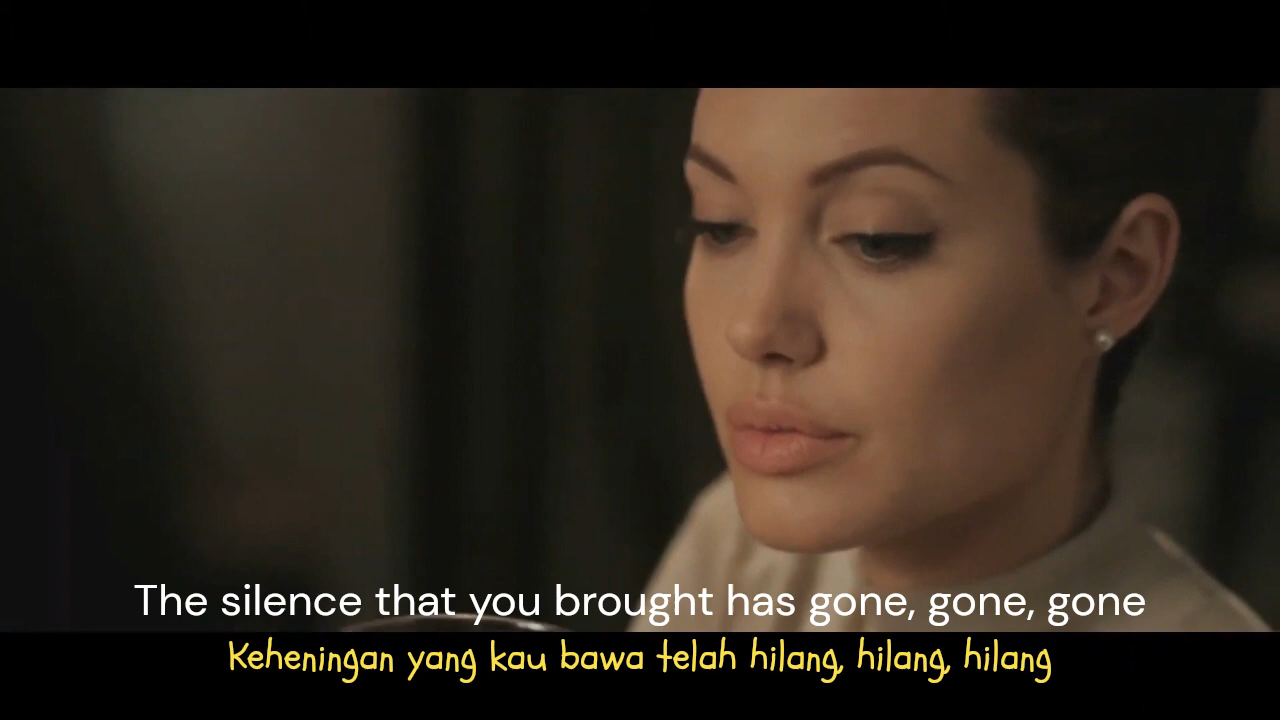 The silence that you brought has gone, gone, gone
Keheningan yang kau bawa telah hilang, hilang, hilang